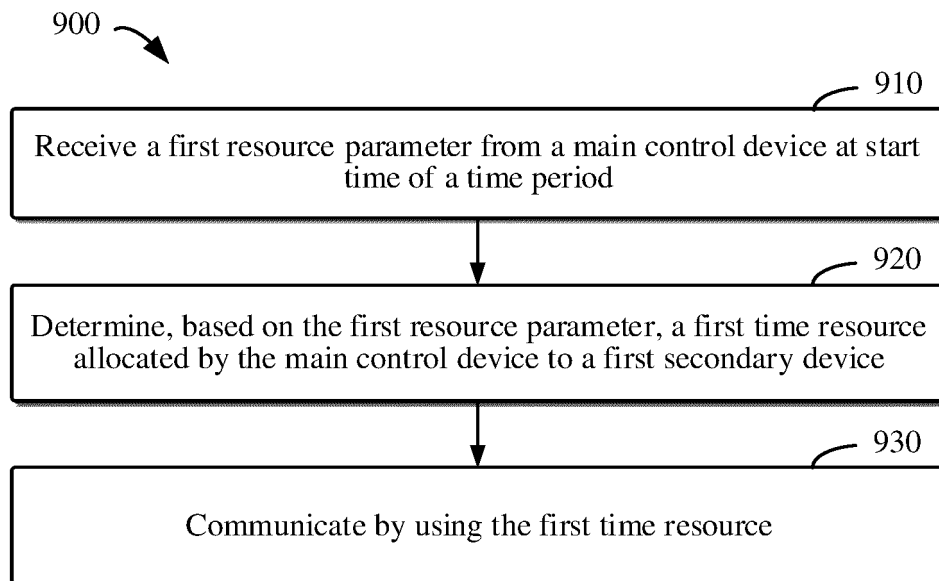 900
910
Receive a first resource parameter from a main control device at start
time of a time period
920
Determine, based on the first resource parameter, a first time resource
allocated by the main control device to a first secondary device
930
Communicate by using the first time resource